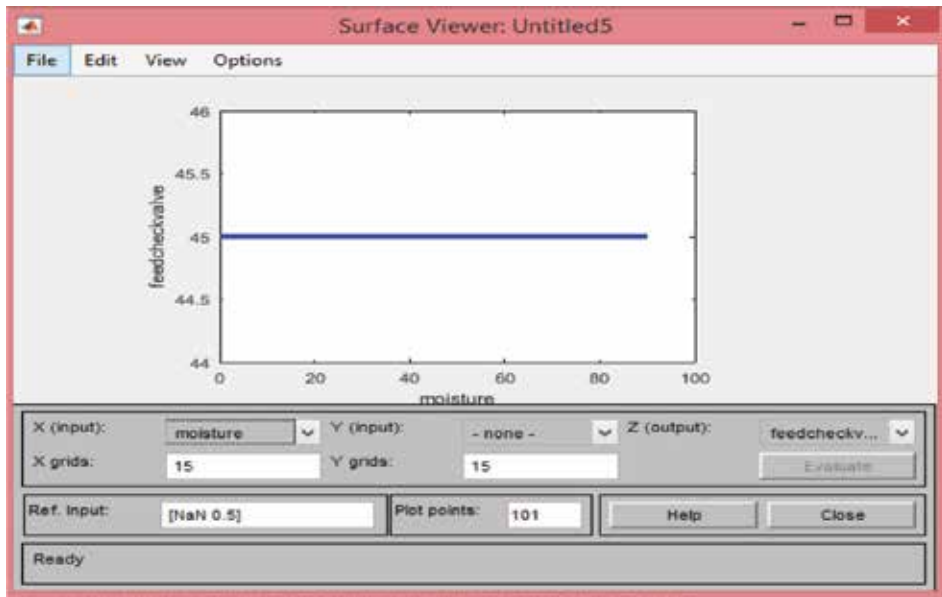 Surface Viewer: Untitled5
File Edit View Options
46
45.5
45
44.5
44
feedcheckvalve
0 20 40 60 80 100
moisture
X (input): moisture Y (input): - none - Z (output): feedcheckv...
X grids: 15 Y grids: 15 Evaluate
Ref. Input: [NaN 0.5] Plot points: 101 Help Close
Ready